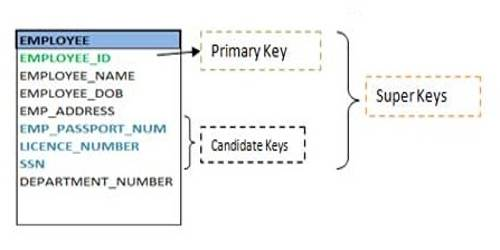 EMPLOYEE
EMPLOYEE_ID
EMPLOYEE_NAME
EMPLOYEE_DOB
EMP_ADDRESS
EMP_PASSPORT_NUM
LICENCE_NUMBER
SSN
DEPARTMENT_NUMBER
Primary Key
Candidate Keys
Super Keys